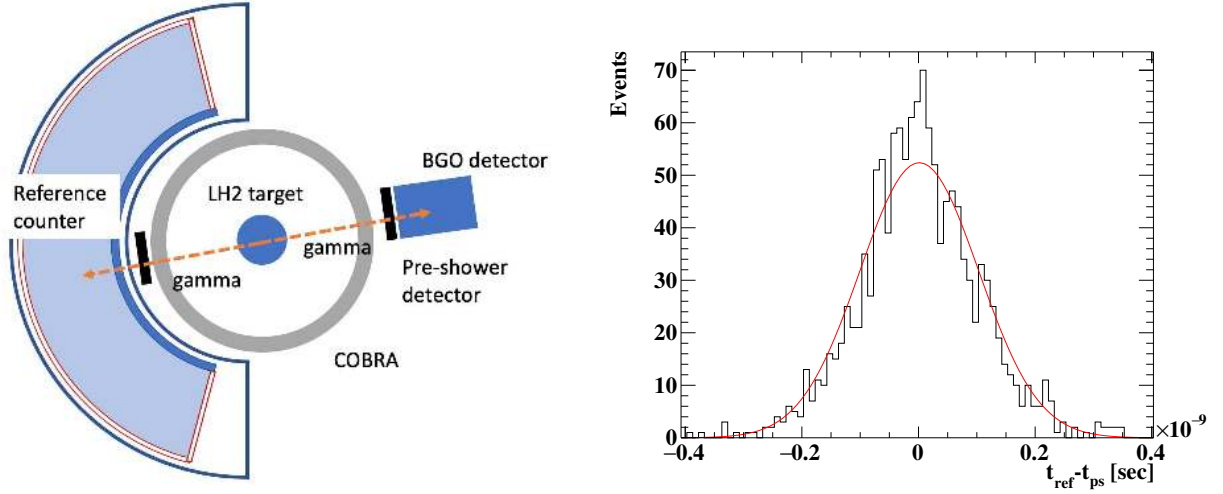 BGO detector
LH2 target
Reference
counter
gamma
gamma
Pre-shower
detector
COBRA
Events
70
60
50
40
30
20
10
0
−0.4
−0.2
0
0.2
0.4
×10⁻⁹
t_ref-t_ps [sec]